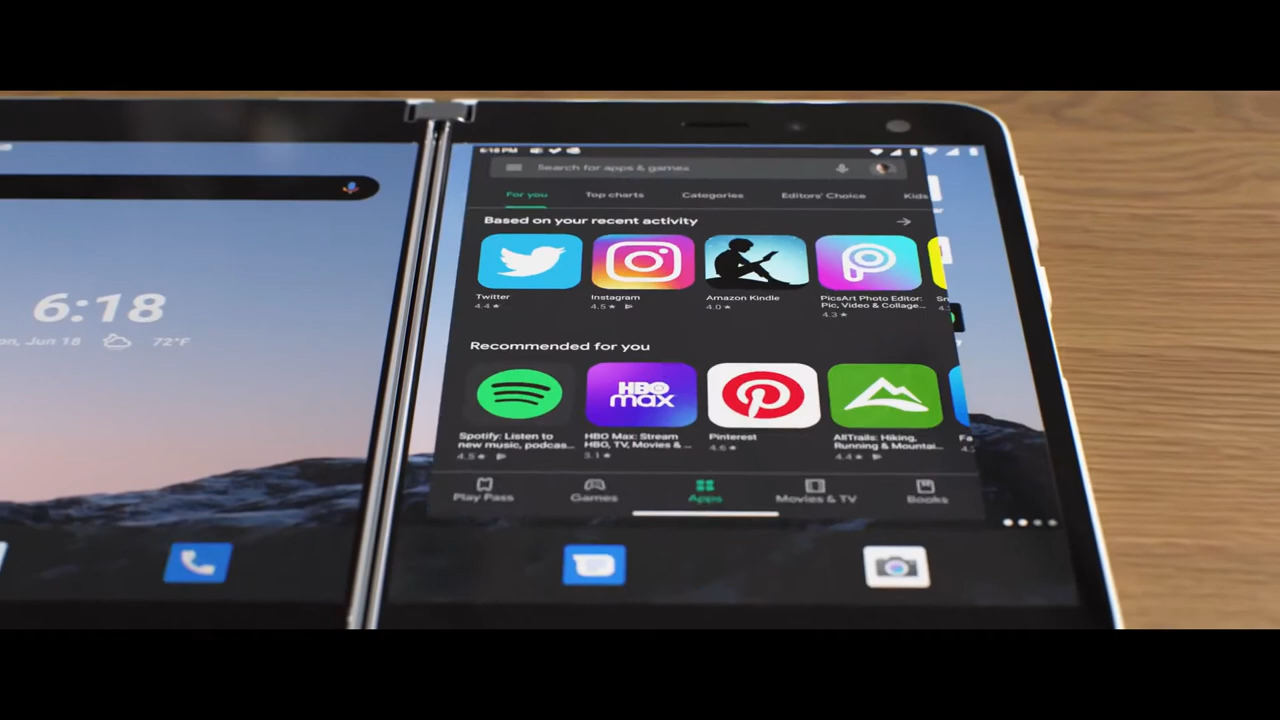 6:18 PM
Search for apps & games
For you
Top charts
Categories
Editors' Choice
Kids
Based on your recent activity
Twitter
4.4 ★
Instagram
4.5 ★
Amazon Kindle
4.0 ★
PicsArt Photo Editor:
Pic, Video & Collage...
4.3 ★
6:18
Jun 18
72°F
Recommended for you
HBO
max
Spotify: Listen to
new music, podcas...
4.5 ★
HBO Max: Stream
HBO, TV, Movies & ...
3.1 ★
Pinterest
4.6 ★
AllTrails: Hiking,
Running & Mountai...
4.4 ★
Play Pass
Games
Apps
Movies & TV
Books